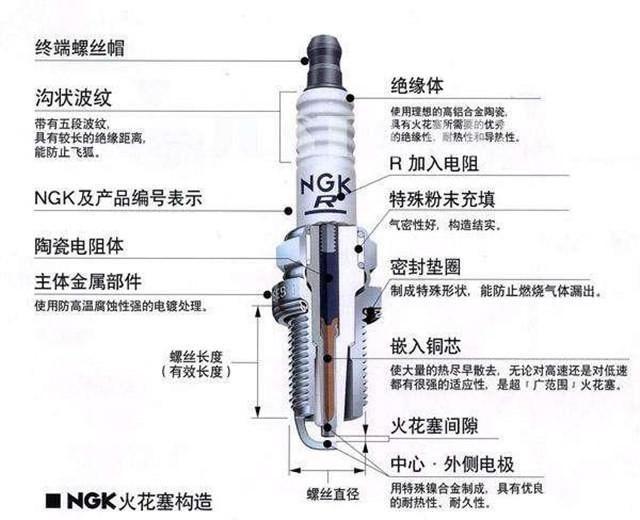 终端螺丝帽
沟状波纹
带有五段波纹，
具有较长的绝缘距离，
能防止飞狐。
NGK及产品编号表示
陶瓷电阻体
主体金属部件
使用防高温腐蚀性强的电镀处理。
螺丝长度
（有效长度）
绝缘体
使用理想的高铝合金陶瓷，
具有火花塞所需要的优秀
的绝缘性、耐热性和导热性。
R 加入电阻
特殊粉末充填
气密性好，构造结实。
密封垫圈
制成特殊形状，能防止燃烧气体漏出。
嵌入铜芯
使大量的热尽早散去，无论对高速还是对低速
都有很强的适应性，是超「广范围」火花塞。
火花塞间隙
中心·外侧电极
用特殊镍合金制成，具有优良
的耐热性、耐久性。
螺丝直径
NGK
R
■ NGK火花塞构造